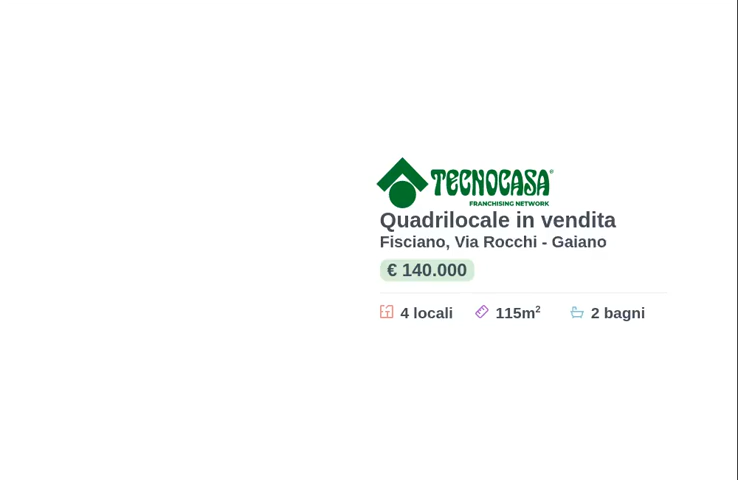 TECNOCASA®
FRANCHISING NETWORK
Quadrilocale in vendita
Fisciano, Via Rocchi - Gaiano
€ 140.000
4 locali 115m² 2 bagni